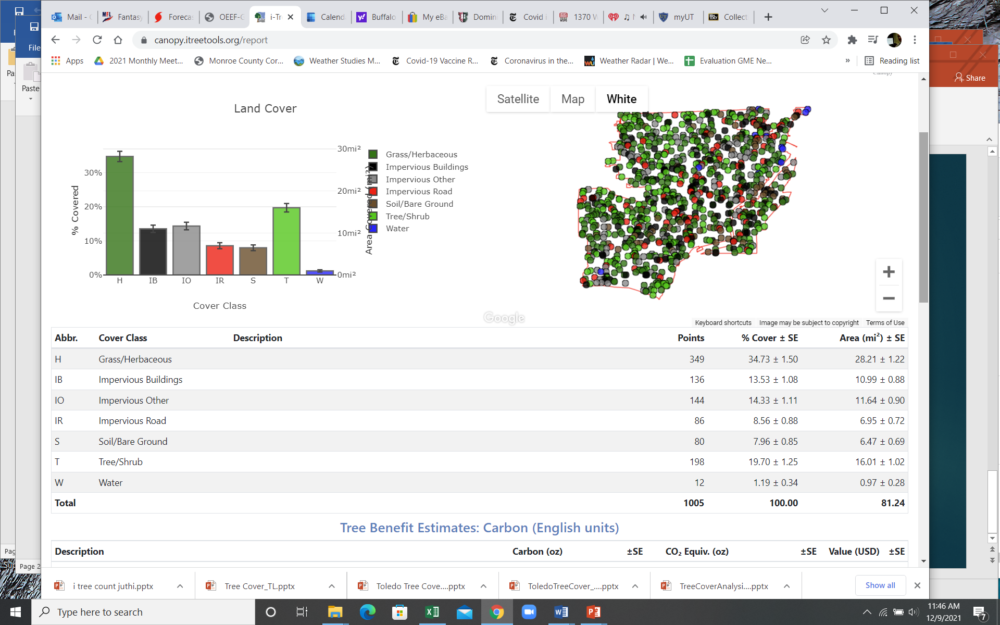 Mail - 
Fantasy
Foreca
OEEF-G
i-Tr
Calend
Buffalo
My eBa
Domin
Covid i
1370 W
myUT
Collect
canopy.itreetools.org/report
Apps
2021 Monthly Meet...
Monroe County Cor...
Weather Studies M...
Covid-19 Vaccine R...
Coronavirus in the...
Weather Radar | We...
Evaluation GME Ne...
»
Reading list
File
Paste
Share
Canopy
Satellite
Map
White
Land Cover
% Covered
30%
20%
10%
0%
30mi²
20mi²
10mi²
0mi²
Area Covered (mi²)
H
IB
IO
IR
S
T
W
Cover Class
Grass/Herbaceous
Impervious Buildings
Impervious Other
Impervious Road
Soil/Bare Ground
Tree/Shrub
Water
Google
Keyboard shortcuts
Image may be subject to copyright
Terms of Use
Abbr. Cover Class Description Points % Cover ± SE Area (mi²) ± SE
H Grass/Herbaceous 349 34.73 ± 1.50 28.21 ± 1.22
IB Impervious Buildings 136 13.53 ± 1.08 10.99 ± 0.88
IO Impervious Other 144 14.33 ± 1.11 11.64 ± 0.90
IR Impervious Road 86 8.56 ± 0.88 6.95 ± 0.72
S Soil/Bare Ground 80 7.96 ± 0.85 6.47 ± 0.69
T Tree/Shrub 198 19.70 ± 1.25 16.01 ± 1.02
W Water 12 1.19 ± 0.34 0.97 ± 0.28
Total 1005 100.00 81.24
Tree Benefit Estimates: Carbon (English units)
Description Carbon (oz) ±SE CO₂ Equiv. (oz) ±SE Value (USD) ±SE
Page 2
i tree count juthi.pptx
Tree Cover_TL.pptx
Toledo Tree Cove....pptx
ToledoTreeCover_....pptx
TreeCoverAnalysi....pptx
Show all
Type here to search
11:46 AM
12/9/2021
7